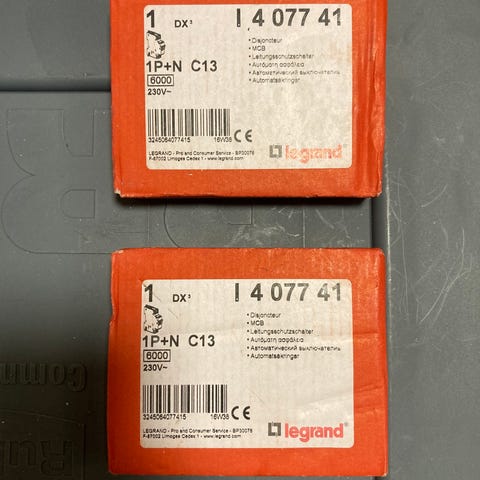 1 DX³ I 4 077 41
• Disjoncteur
• MCB
• Leitungsschutzschalter
• Αυτόματη ασφάλεια
• Автоматический выключатель
• Automatsikringer
1P+N C13
6000
230V~
3245064077415 16W38 CE
LEGRAND - Pro and Consumer Service - BP30076
F-87002 Limoges Cedex 1 - www.legrand.com
legrand
1 DX³ I 4 077 41
• Disjoncteur
• MCB
• Leitungsschutzschalter
• Αυτόματη ασφάλεια
• Автоматический выключатель
• Automatsikringer
1P+N C13
6000
230V~
3245064077415 16W38 CE
LEGRAND - Pro and Consumer Service - BP30076
F-87002 Limoges Cedex 1 - www.legrand.com
legrand